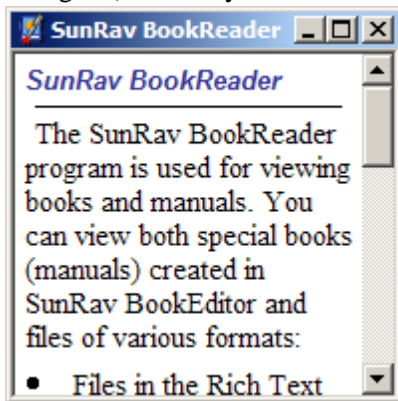 SunRav BookReader
SunRav BookReader
The SunRav BookReader
program is used for viewing
books and manuals. You
can view both special books
(manuals) created in
SunRav BookEditor and
files of various formats:
• Files in the Rich Text